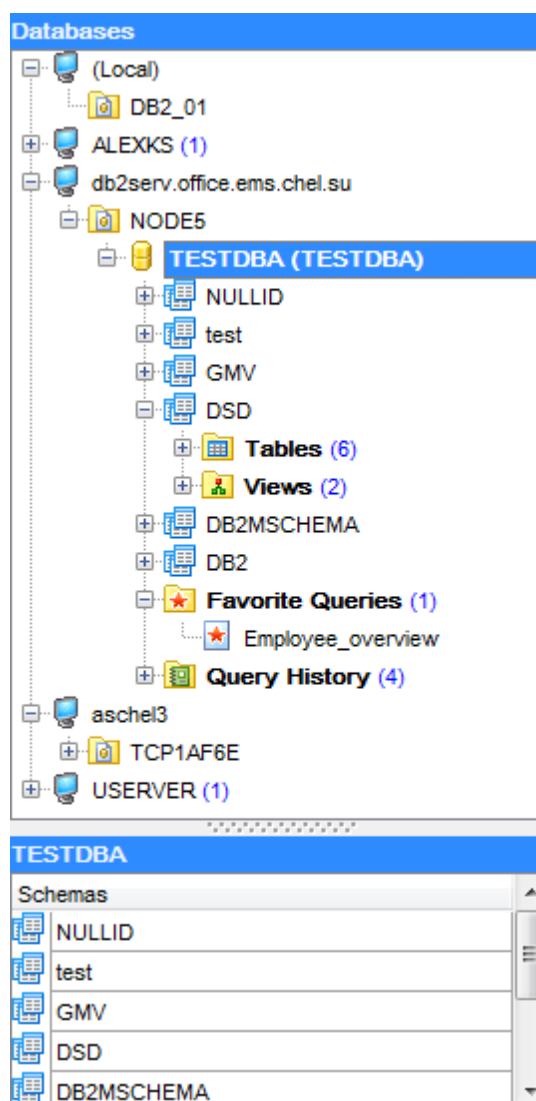 Databases
(Local)
DB2_01
ALEXKS (1)
db2serv.office.ems.chel.su
NODE5
TESTDBA (TESTDBA)
NULLID
test
GMV
DSD
Tables (6)
Views (2)
DB2MSCHEMA
DB2
Favorite Queries (1)
Employee_overview
Query History (4)
aschel3
TCP1AF6E
USERVER (1)
TESTDBA
Schemas
NULLID
test
GMV
DSD
DB2MSCHEMA